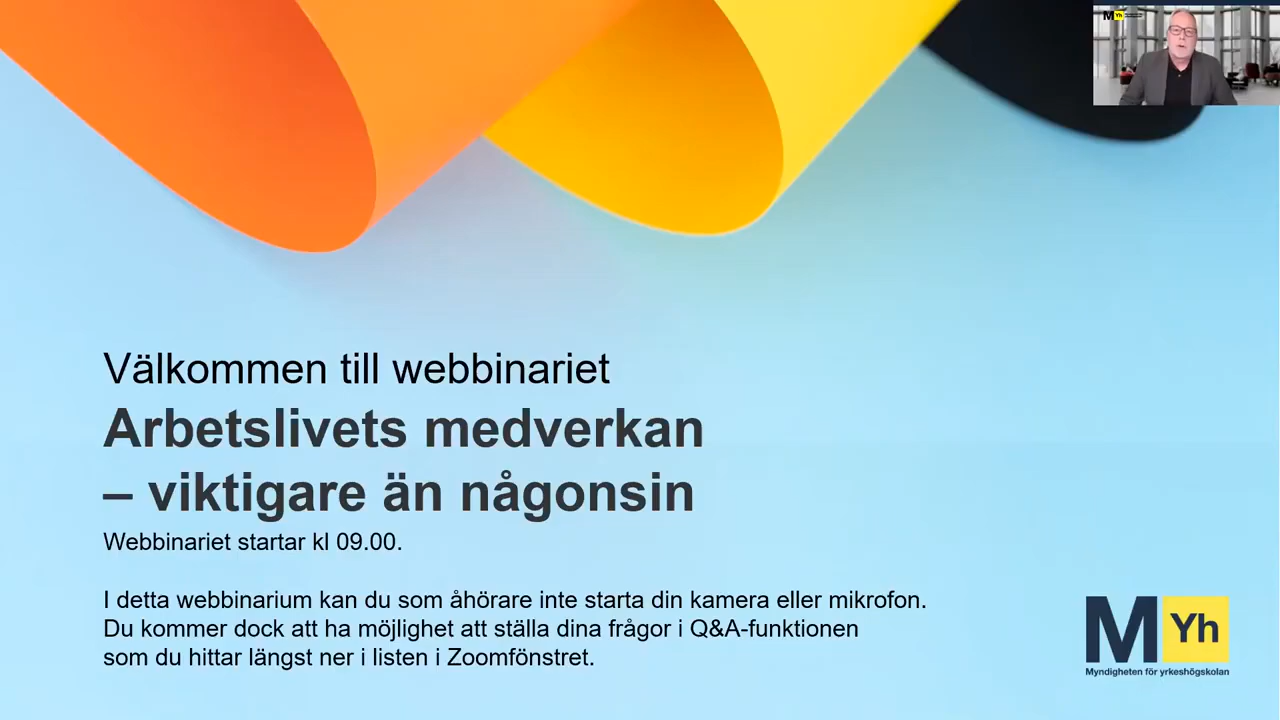 Välkommen till webbinariet
Arbetslivets medverkan
– viktigare än någonsin
Webbinariet startar kl 09.00.
I detta webbinarium kan du som åhörare inte starta din kamera eller mikrofon.
Du kommer dock att ha möjlighet att ställa dina frågor i Q&A-funktionen
som du hittar längst ner i listen i Zoomfönstret.
M Yh
Myndigheten för yrkeshögskolan
M Yh